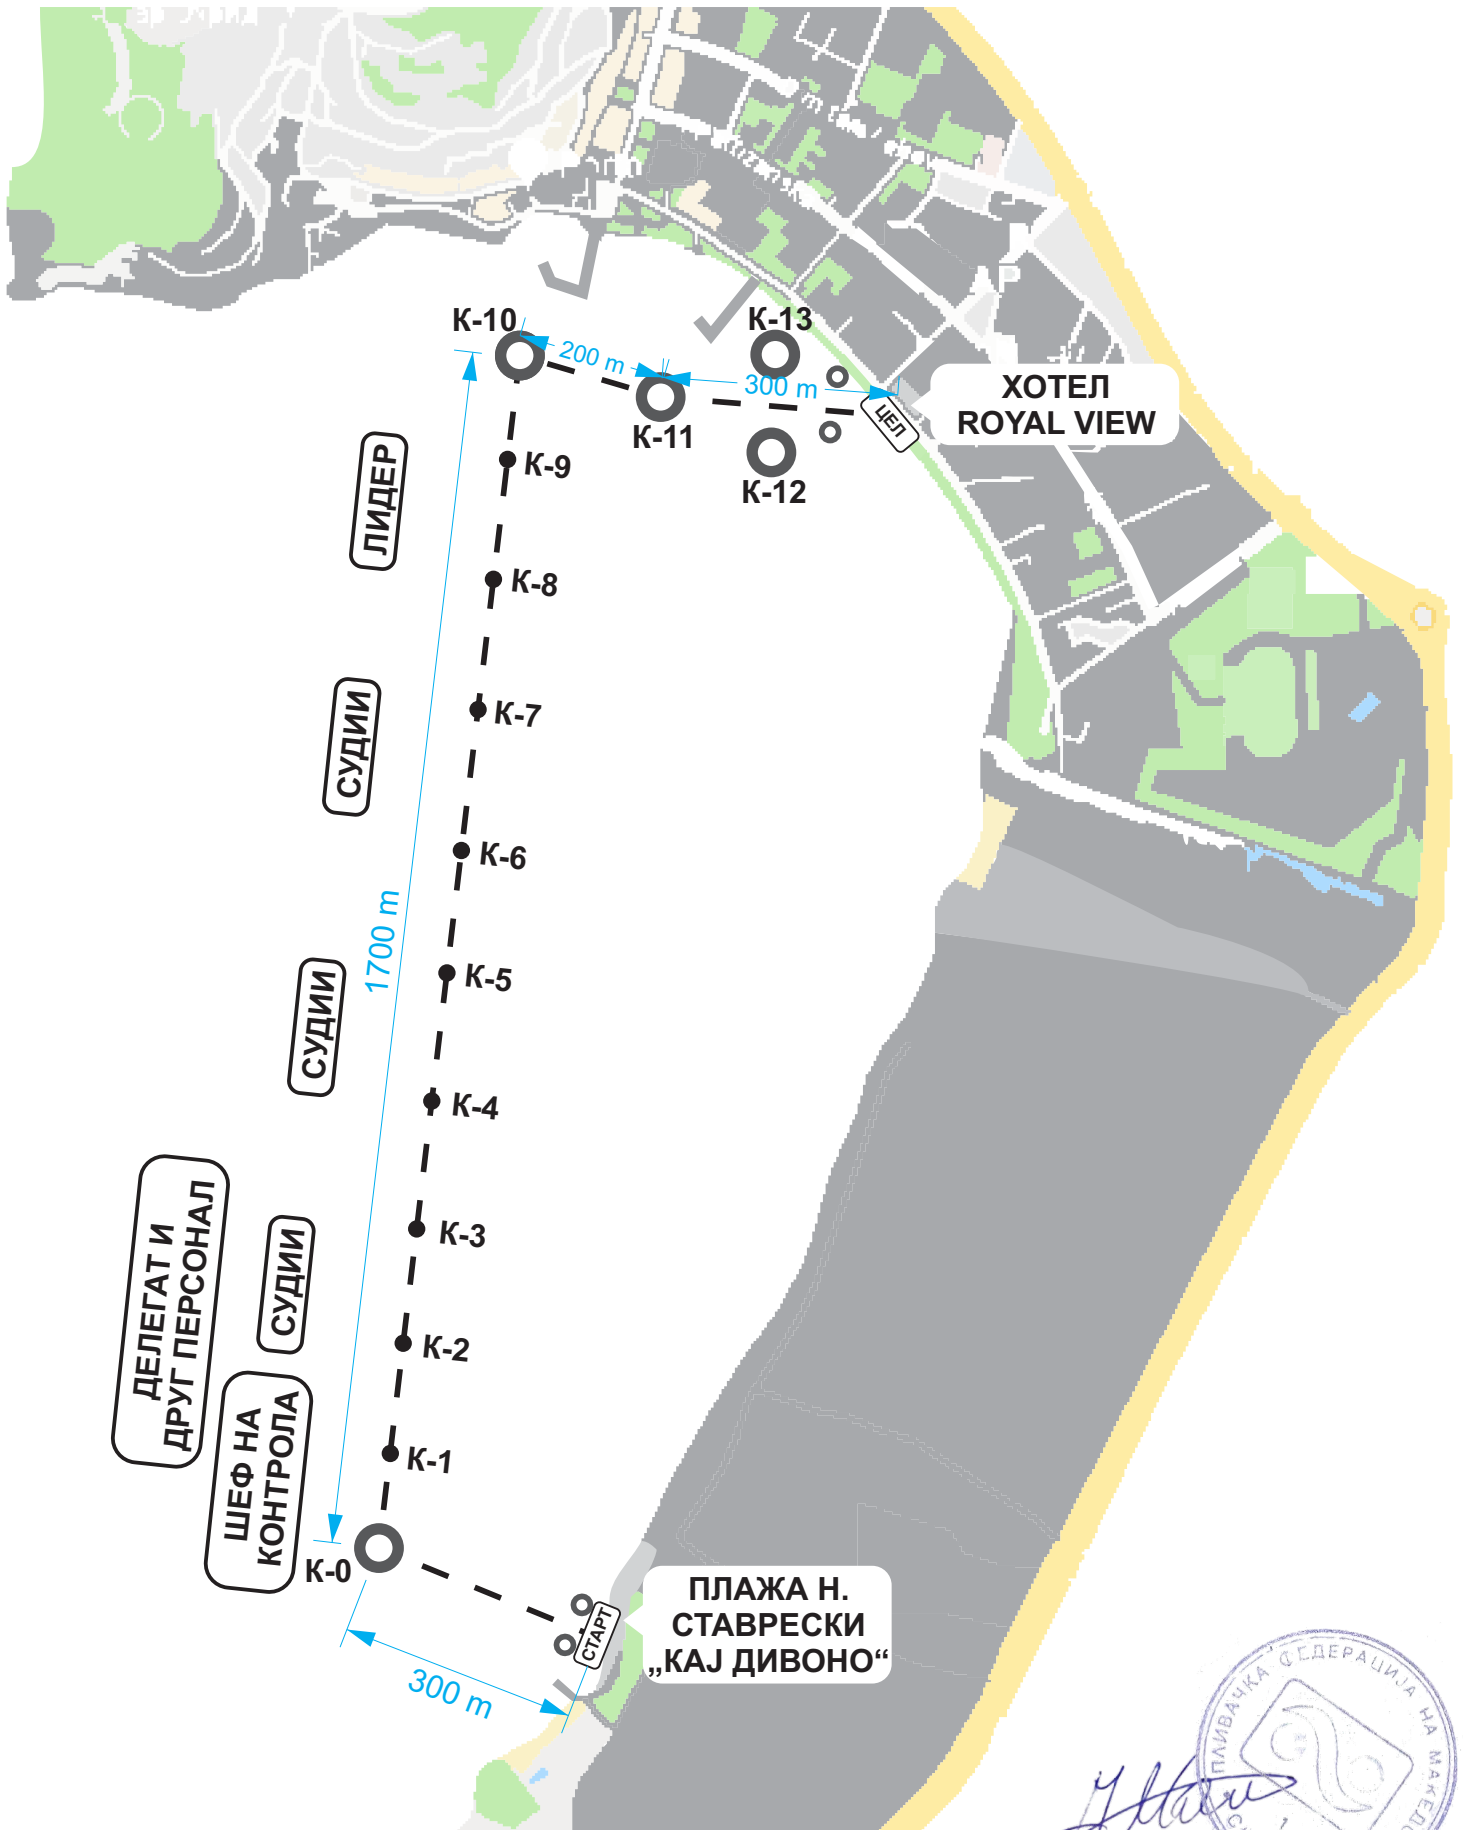 К-10
200 m
К-13
300 m
К-11
К-12
ЦЕЛ
ХОТЕЛ
ROYAL VIEW
К-9
ЛИДЕР
К-8
К-7
СУДИИ
К-6
1700 m
К-5
СУДИИ
К-4
К-3
СУДИИ
ДЕЛЕГАТ И
ДРУГ ПЕРСОНАЛ
К-2
К-1
ШЕФ НА
КОНТРОЛА
К-0
СТАРТ
300 m
ПЛАЖА Н.
СТАВРЕСКИ
„КАЈ ДИВОНО“
ПЛИВАЧКА ФЕДЕРАЦИЈА НА